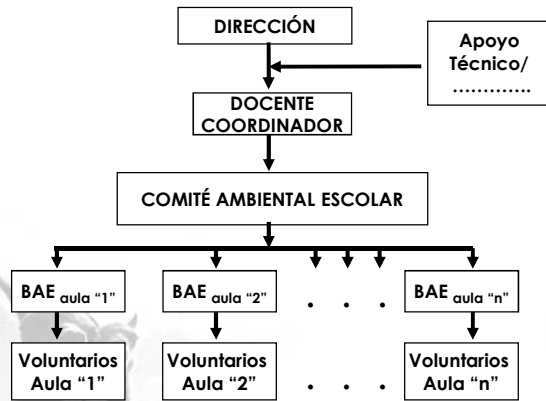 DIRECCIÓN
Apoyo
Técnico/
………….
DOCENTE
COORDINADOR
COMITÉ AMBIENTAL ESCOLAR
BAE aula “1”
BAE aula “2”
. . .
BAE aula “n”
Voluntarios
Aula “1”
Voluntarios
Aula “2”
. . .
Voluntarios
Aula “n”